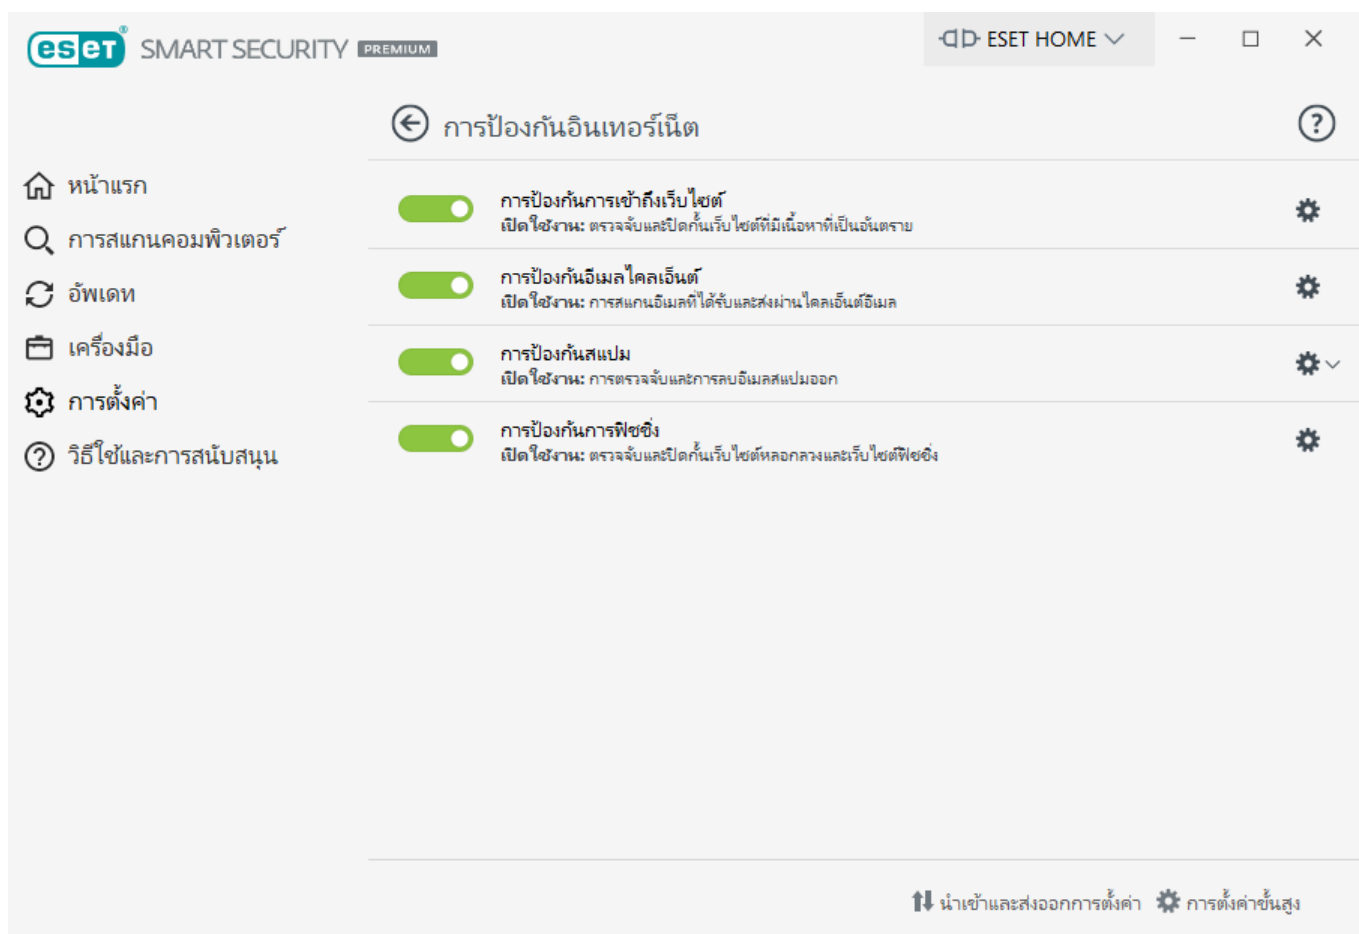 eset® SMART SECURITY PREMIUM
ESET HOME
การป้องกันอินเทอร์เน็ต
หน้าแรก
การสแกนคอมพิวเตอร์
อัพเดท
เครื่องมือ
การตั้งค่า
วิธีใช้และการสนับสนุน
การป้องกันการเข้าถึงเว็บไซต์
เปิดใช้งาน: ตรวจจับและปิดกั้นเว็บไซต์ที่มีเนื้อหาที่เป็นอันตราย
การป้องกันอีเมลไคลเอ็นต์
เปิดใช้งาน: การสแกนอีเมลที่ได้รับและส่งผ่านไคลเอ็นต์อีเมล
การป้องกันสแปม
เปิดใช้งาน: การตรวจจับและการลบอีเมลสแปมออก
การป้องกันการฟิชชิ่ง
เปิดใช้งาน: ตรวจจับและปิดกั้นเว็บไซต์หลอกลวงและเว็บไซต์ฟิชชิ่ง
นำเข้าและส่งออกการตั้งค่า
การตั้งค่าขั้นสูง